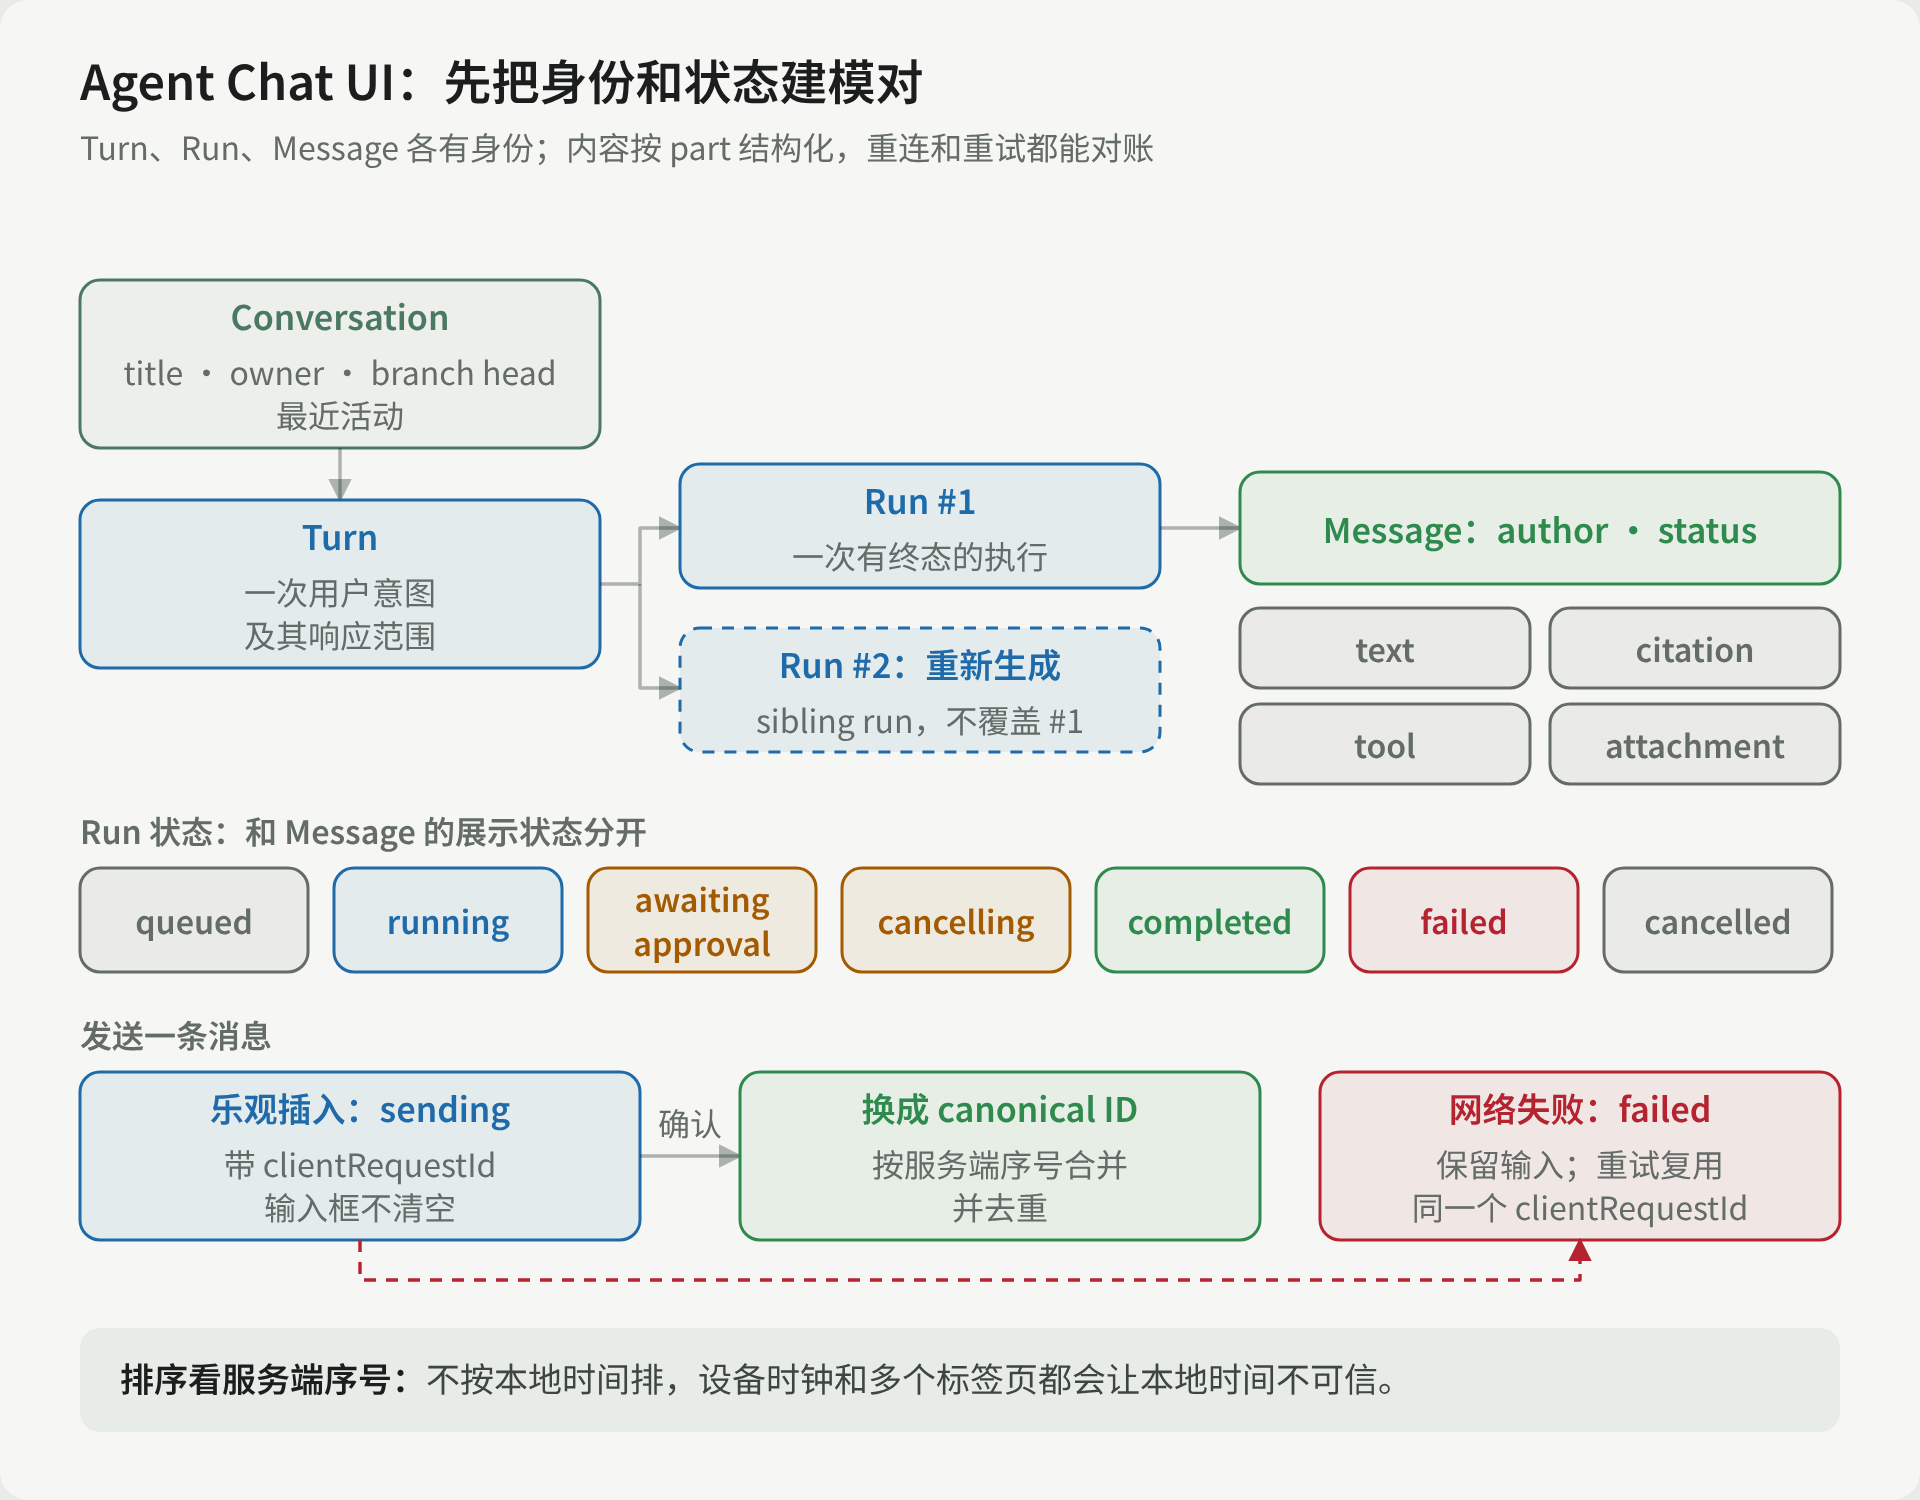 Agent Chat UI：先把身份和状态建模对
Turn、Run、Message 各有身份；内容按 part 结构化，重连和重试都能对账
Conversation
title · owner · branch head
最近活动
Turn
一次用户意图
及其响应范围
Run #1
一次有终态的执行
Run #2：重新生成
sibling run，不覆盖 #1
Message：author · status
text
citation
tool
attachment
Run 状态：和 Message 的展示状态分开
queued
running
awaiting
approval
cancelling
completed
failed
cancelled
发送一条消息
乐观插入：sending
带 clientRequestId
输入框不清空
确认
换成 canonical ID
按服务端序号合并
并去重
网络失败：failed
保留输入；重试复用
同一个 clientRequestId
排序看服务端序号：不按本地时间排，设备时钟和多个标签页都会让本地时间不可信。